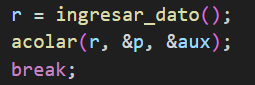 r = ingresar_dato();
acolar(r, &p, &aux);
break;